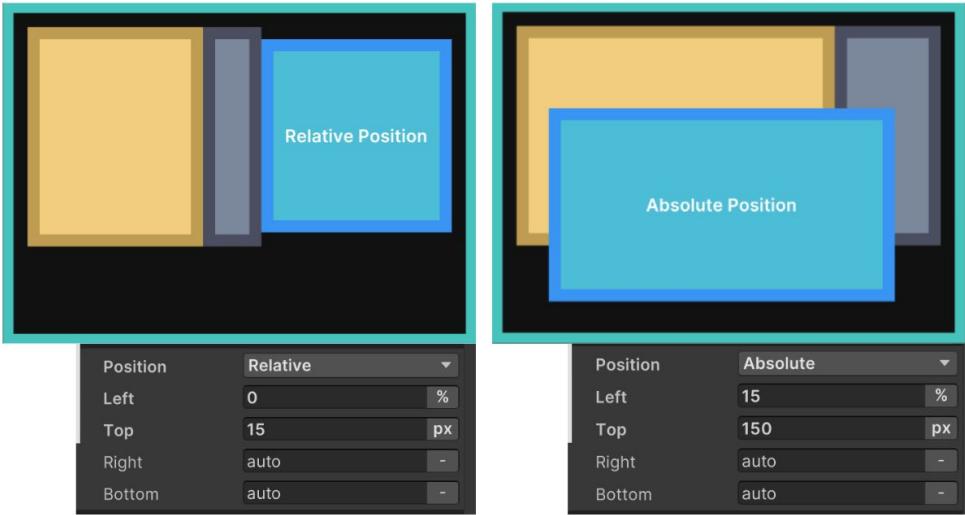 Relative Position
Absolute Position
Position Relative
Left 0 %
Top 15 px
Right auto -
Bottom auto -
Position Absolute
Left 15 %
Top 150 px
Right auto -
Bottom auto -